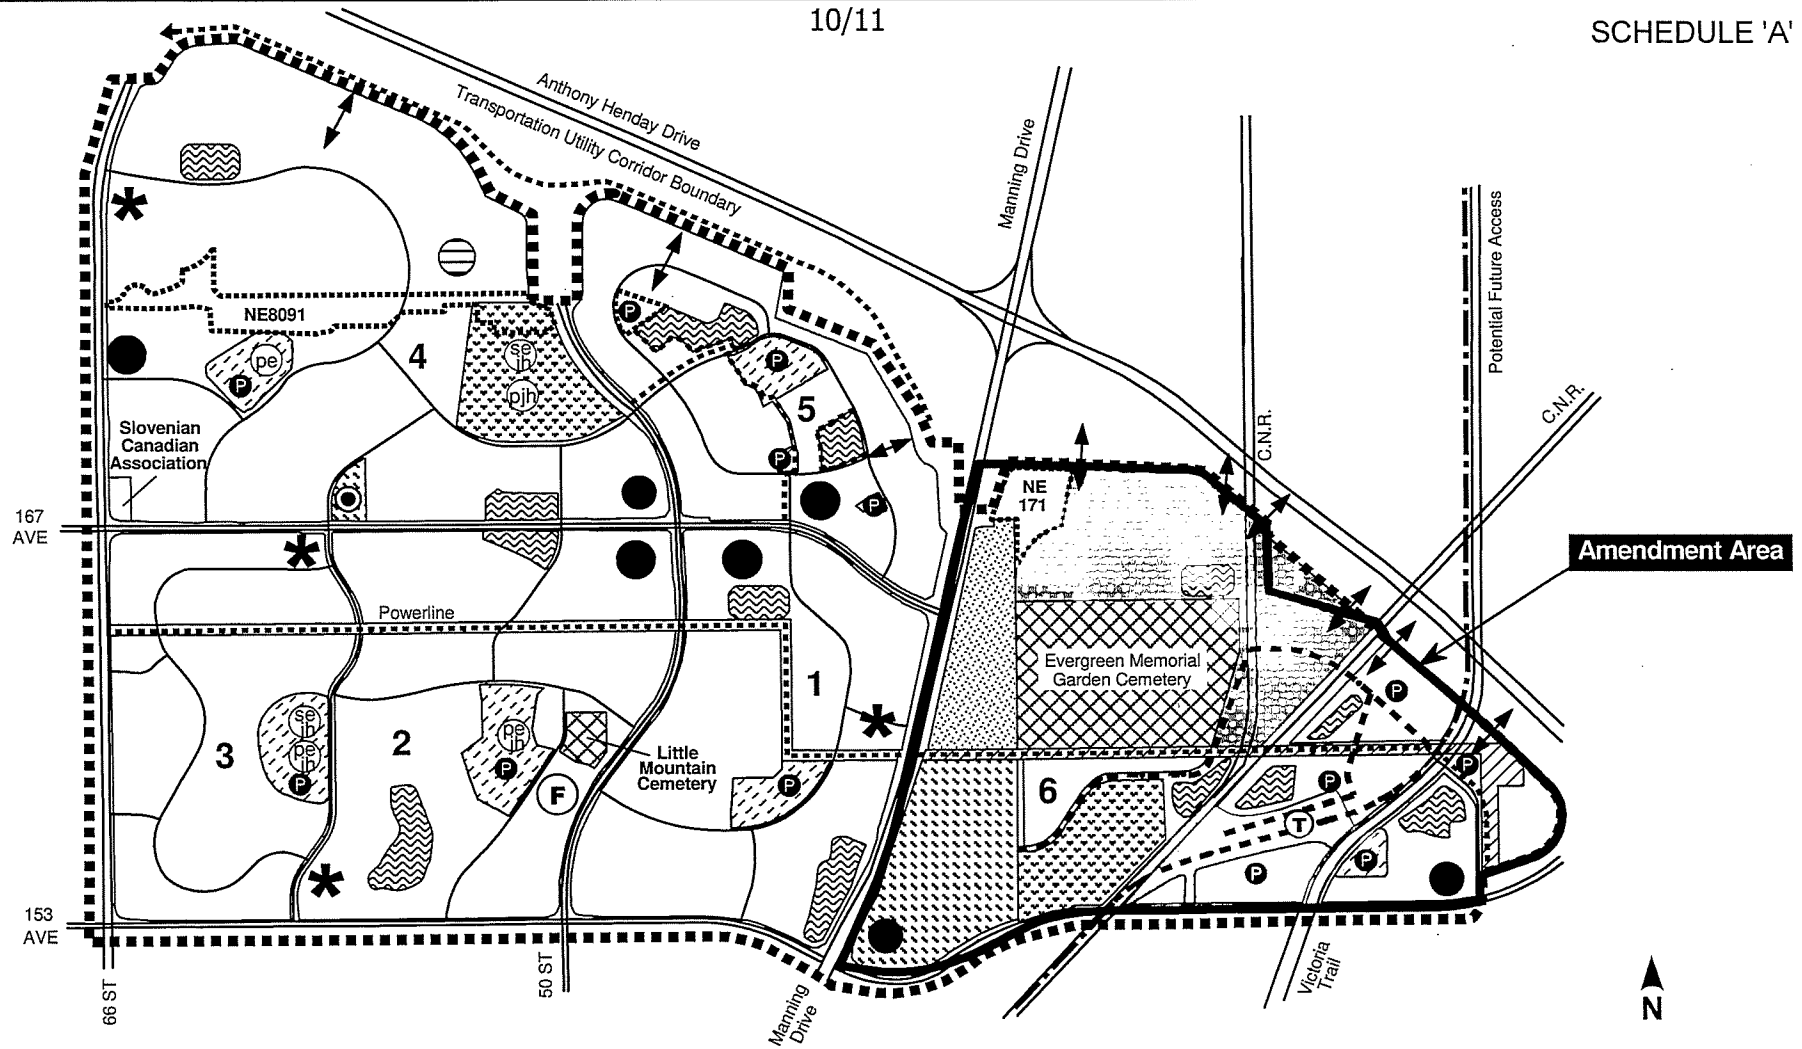 10/11
SCHEDULE 'A'
Anthony Henday Drive
Transportation Utility Corridor Boundary
Manning Drive
Potential Future Access
C.N.R.
C.N.R.
NE8091
4
se
jh
pjh
P
P
5
pe
P
Slovenian
Canadian
Association
P
P
NE
171
167
AVE
Amendment Area
Powerline
Evergreen Memorial
Garden Cemetery
1
P
3
se
jh
pe
jh
P
2
pe
jh
P
Little
Mountain
Cemetery
F
P
6
P
P
T
P
P
153
AVE
66 ST
50 ST
Manning
Drive
Victoria
Trail
N